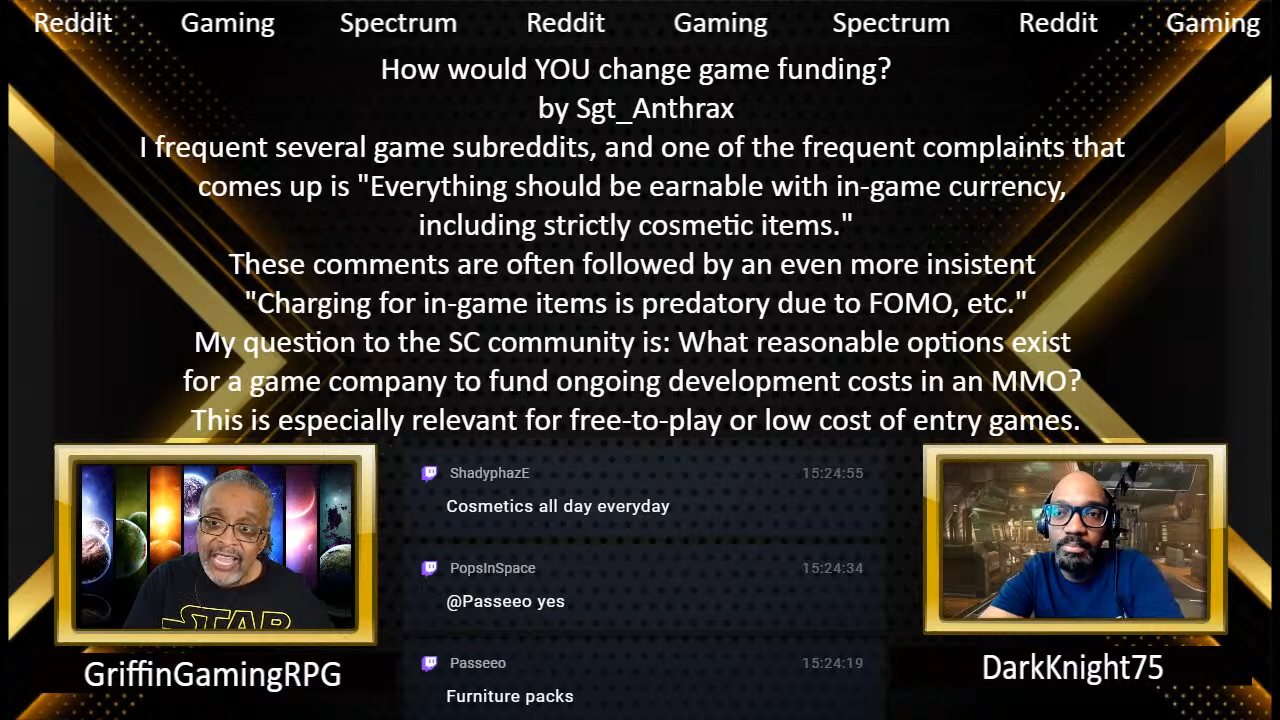 Reddit Gaming Spectrum Reddit Gaming Spectrum Reddit Gaming
How would YOU change game funding?
by Sgt_Anthrax
I frequent several game subreddits, and one of the frequent complaints that
comes up is "Everything should be earnable with in-game currency,
including strictly cosmetic items."
These comments are often followed by an even more insistent
"Charging for in-game items is predatory due to FOMO, etc."
My question to the SC community is: What reasonable options exist
for a game company to fund ongoing development costs in an MMO?
This is especially relevant for free-to-play or low cost of entry games.
ShadyphazE 15:24:55
Cosmetics all day everyday
PopsInSpace 15:24:34
@Passeeo yes
Passeeo 15:24:19
Furniture packs
STAR
GriffinGamingRPG
DarkKnight75